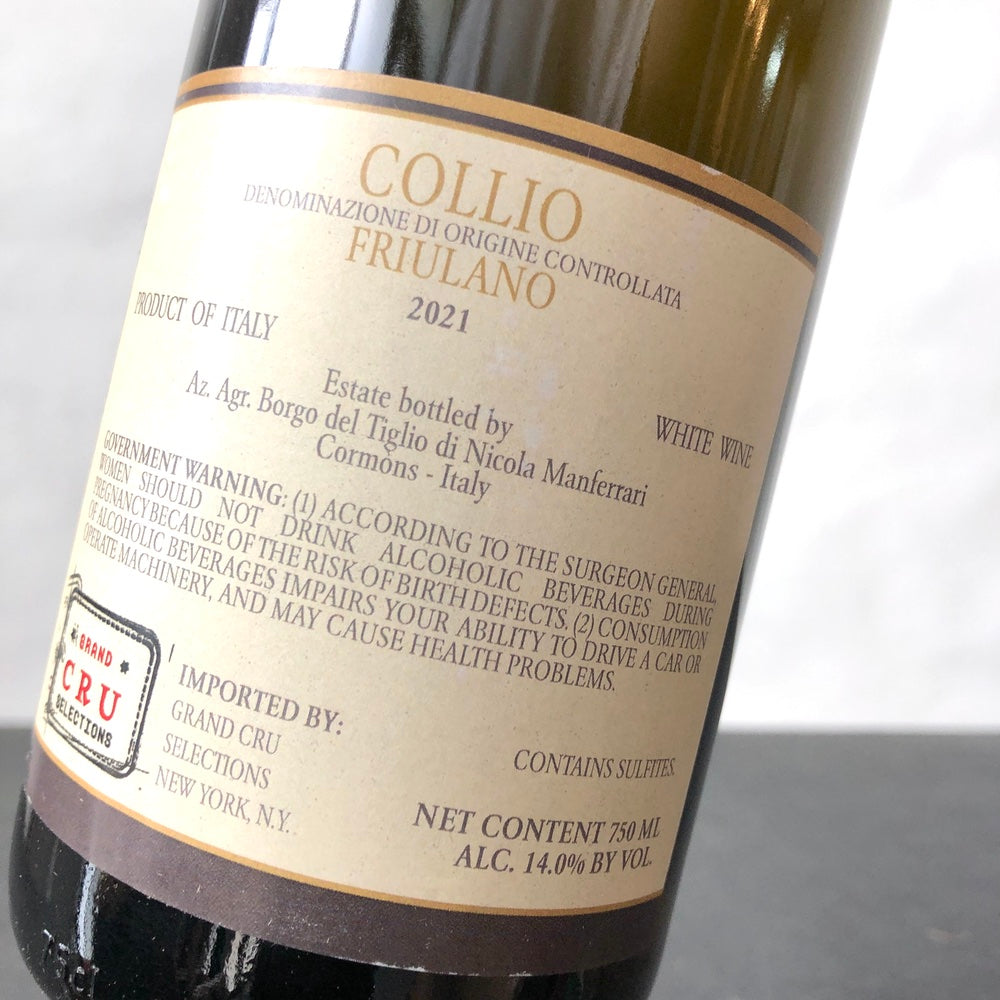 COLLIO
DENOMINAZIONE DI ORIGINE CONTROLLATA
FRIULANO
2021
PRODUCT OF ITALY
WHITE WINE
Estate bottled by
Az. Agr. Borgo del Tiglio di Nicola Manferrari
Cormòns - Italy
GOVERNMENT WARNING: (1) ACCORDING TO THE SURGEON GENERAL,
WOMEN SHOULD NOT DRINK ALCOHOLIC BEVERAGES DURING
PREGNANCY BECAUSE OF THE RISK OF BIRTH DEFECTS. (2) CONSUMPTION
OF ALCOHOLIC BEVERAGES IMPAIRS YOUR ABILITY TO DRIVE A CAR OR
OPERATE MACHINERY, AND MAY CAUSE HEALTH PROBLEMS.
GRAND
CRU
SELECTIONS
IMPORTED BY:
GRAND CRU
SELECTIONS
NEW YORK, N.Y.
CONTAINS SULFITES.
NET CONTENT 750 ML
ALC. 14.0% BY VOL.
75cl